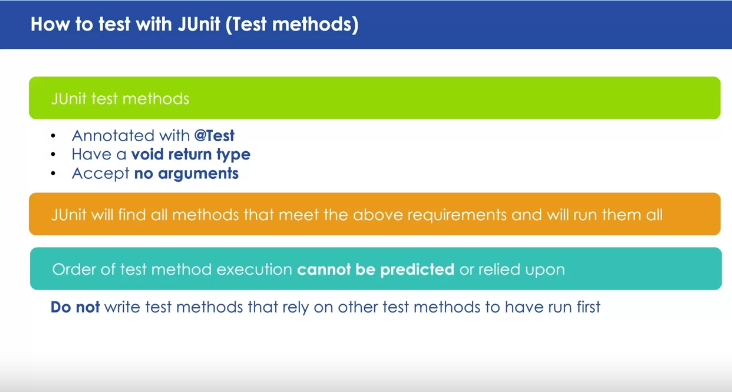 How to test with JUnit (Test methods)
JUnit test methods
• Annotated with @Test
• Have a void return type
• Accept no arguments
JUnit will find all methods that meet the above requirements and will run them all
Order of test method execution cannot be predicted or relied upon
Do not write test methods that rely on other test methods to have run first